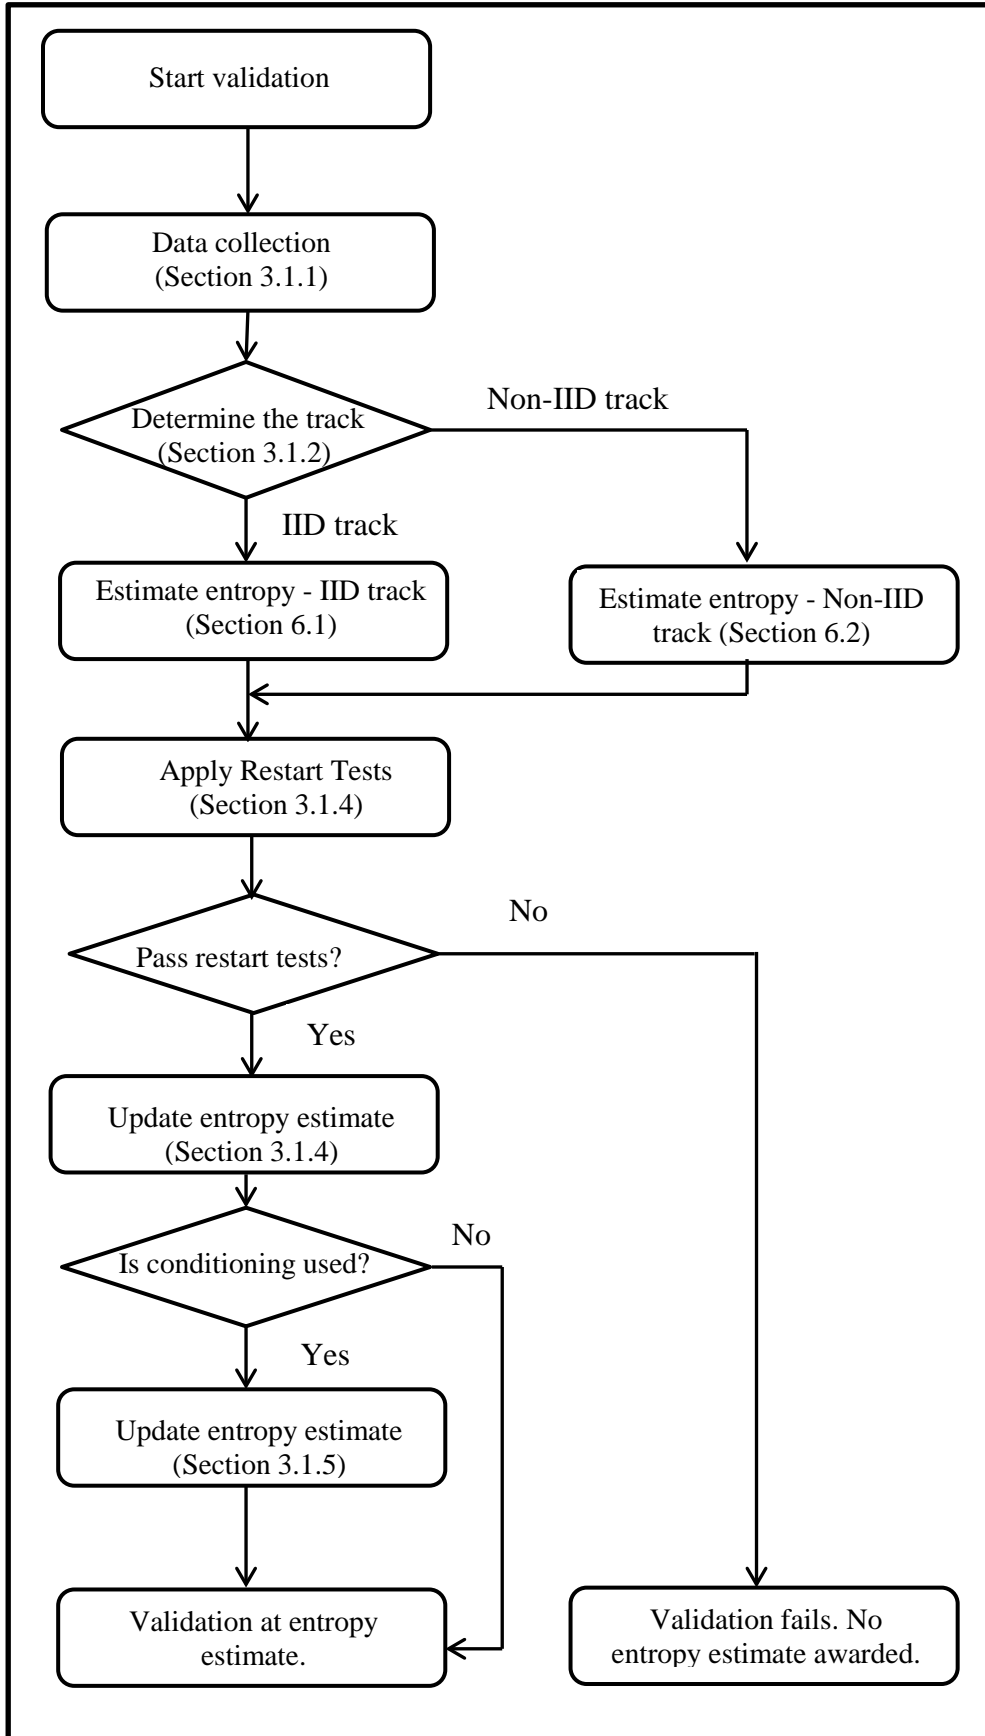 Start validation
Data collection
(Section 3.1.1)
Non-IID track
Determine the track
(Section 3.1.2)
IID track
Estimate entropy - IID track
(Section 6.1)
Estimate entropy - Non-IID
track (Section 6.2)
Apply Restart Tests
(Section 3.1.4)
No
Pass restart tests?
Yes
Update entropy estimate
(Section 3.1.4)
No
Is conditioning used?
Yes
Update entropy estimate
(Section 3.1.5)
Validation at entropy
estimate.
Validation fails. No
entropy estimate awarded.